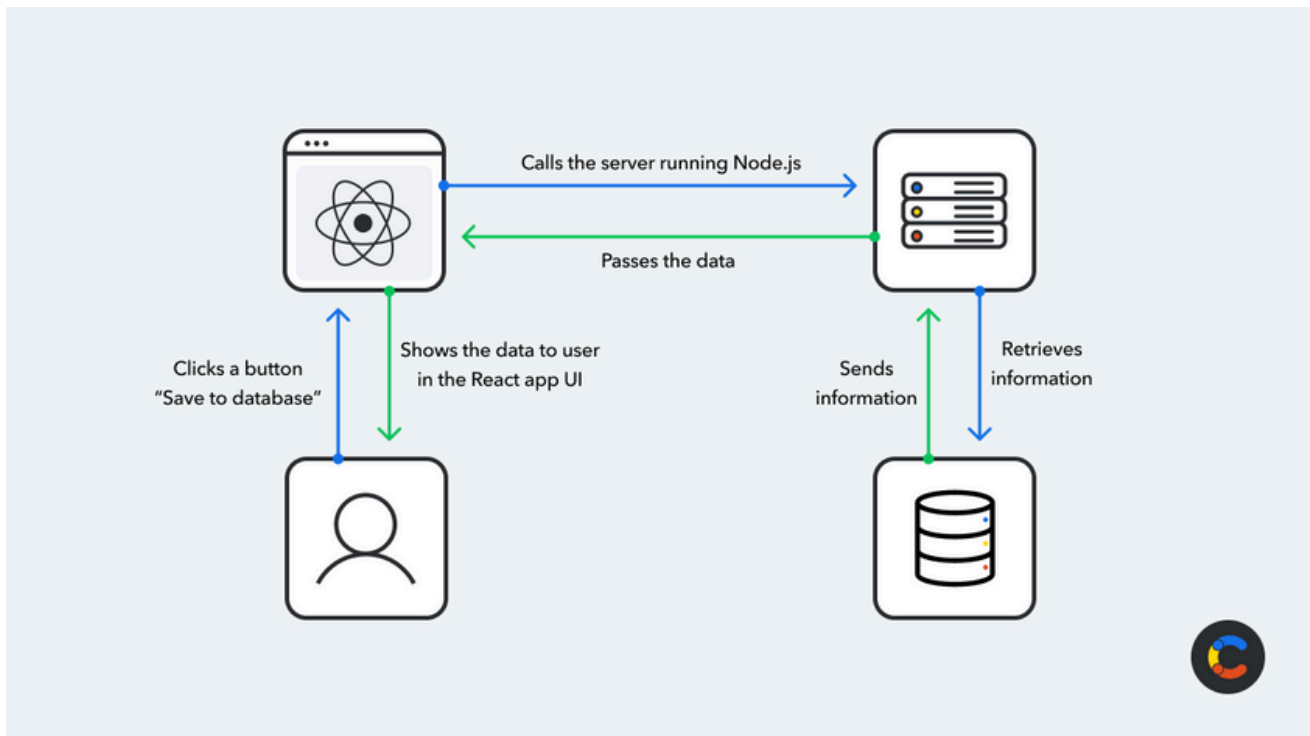 Calls the server running Node.js
Passes the data
Clicks a button
“Save to database”
Shows the data to user
in the React app UI
Sends
information
Retrieves
information